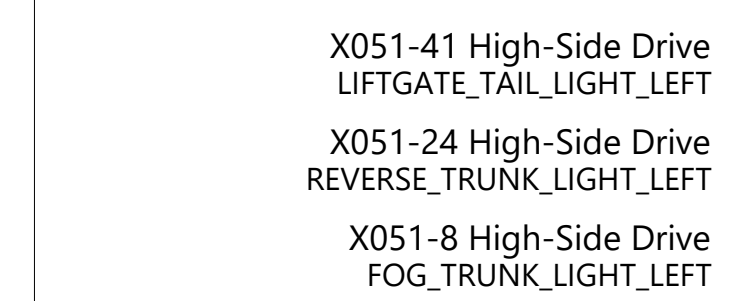 X051-41 High-Side Drive
LIFTGATE_TAIL_LIGHT_LEFT
X051-24 High-Side Drive
REVERSE_TRUNK_LIGHT_LEFT
X051-8 High-Side Drive
FOG_TRUNK_LIGHT_LEFT